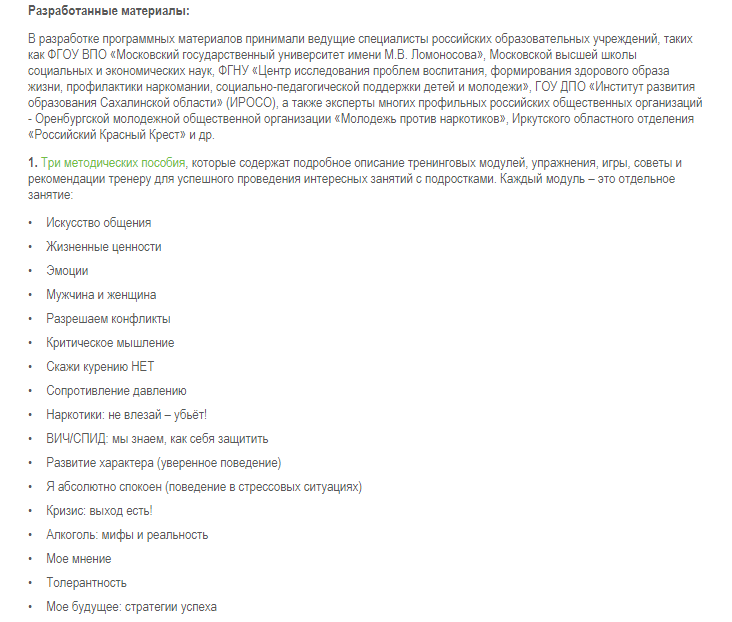 Разработанные материалы:
В разработке программных материалов принимали ведущие специалисты российских образовательных учреждений, таких
как ФГОУ ВПО «Московский государственный университет имени М.В. Ломоносова», Московской высшей школы
социальных и экономических наук, ФГНУ «Центр исследования проблем воспитания, формирования здорового образа
жизни, профилактики наркомании, социально-педагогической поддержки детей и молодежи», ГОУ ДПО «Институт развития
образования Сахалинской области» (ИРОСО), а также эксперты многих профильных российских общественных организаций
- Оренбургской молодежной общественной организации «Молодежь против наркотиков», Иркутского областного отделения
«Российский Красный Крест» и др.
1. Три методических пособия, которые содержат подробное описание тренинговых модулей, упражнения, игры, советы и
рекомендации тренеру для успешного проведения интересных занятий с подростками. Каждый модуль – это отдельное
занятие:
• Искусство общения
• Жизненные ценности
• Эмоции
• Мужчина и женщина
• Разрешаем конфликты
• Критическое мышление
• Скажи курению НЕТ
• Сопротивление давлению
• Наркотики: не влезай – убьёт!
• ВИЧ/СПИД: мы знаем, как себя защитить
• Развитие характера (уверенное поведение)
• Я абсолютно спокоен (поведение в стрессовых ситуациях)
• Кризис: выход есть!
• Алкоголь: мифы и реальность
• Мое мнение
• Толерантность
• Мое будущее: стратегии успеха